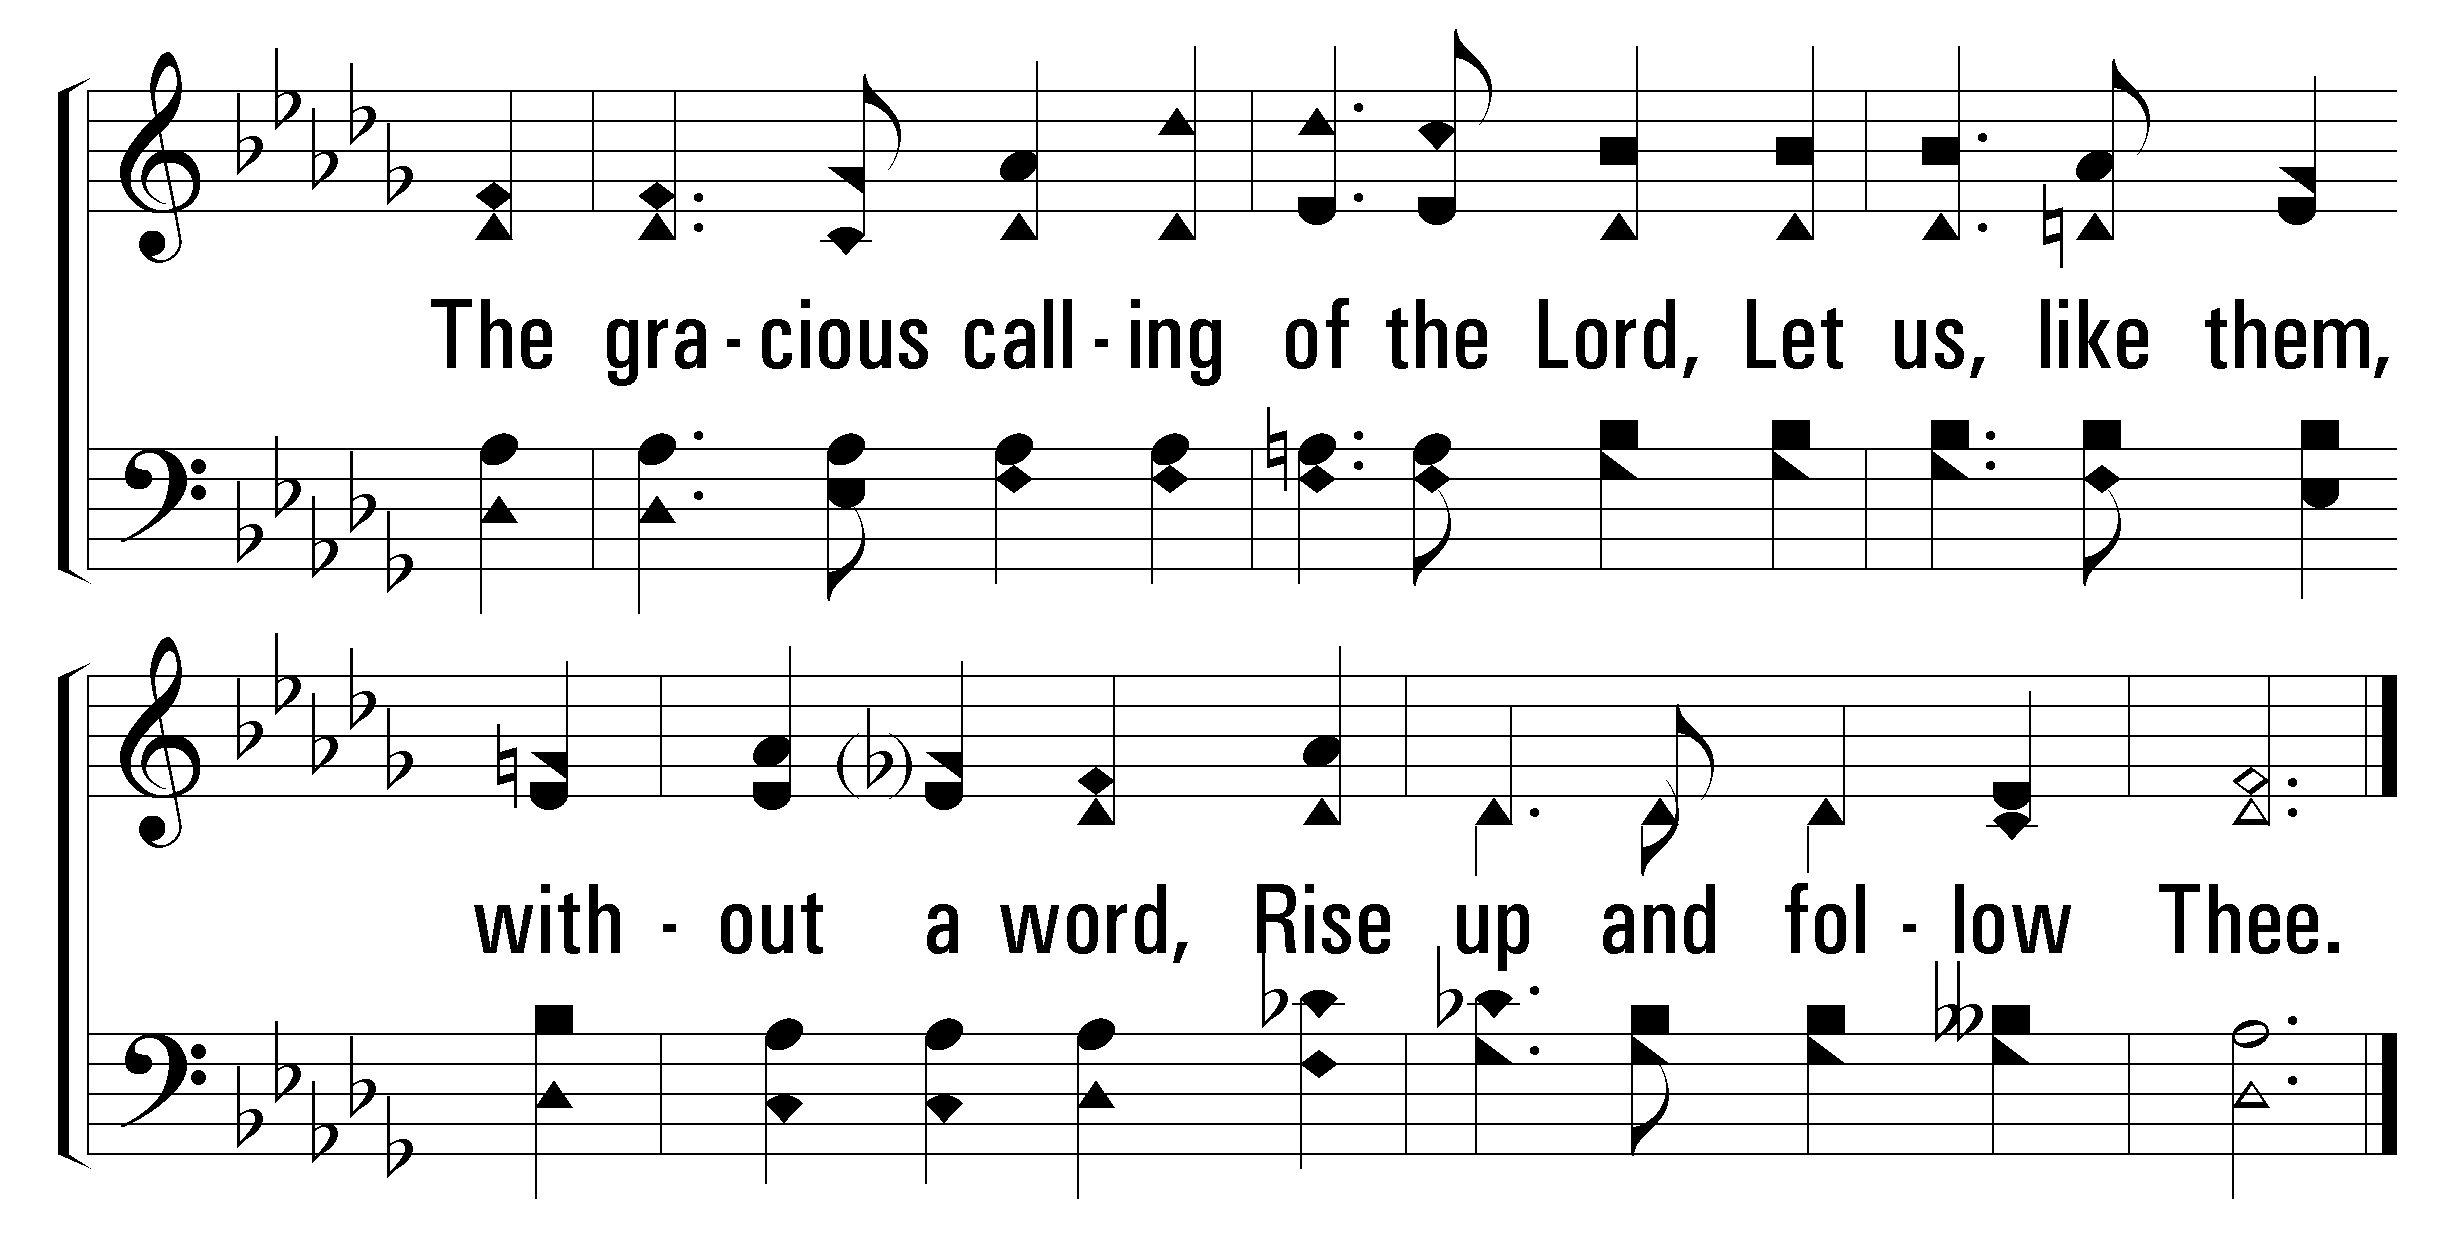 The gra - cious call - ing of the Lord, Let us, like them,
with - out a word, Rise up and fol - low Thee.